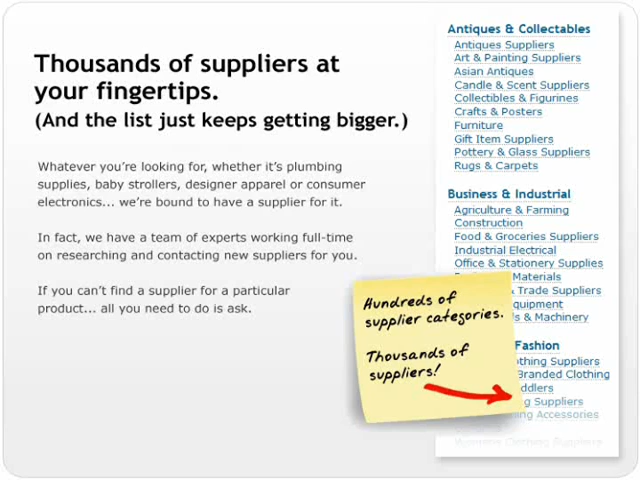 Thousands of suppliers at
your fingertips.
(And the list just keeps getting bigger.)
Whatever you're looking for, whether it's plumbing
supplies, baby strollers, designer apparel or consumer
electronics... we're bound to have a supplier for it.
In fact, we have a team of experts working full-time
on researching and contacting new suppliers for you.
If you can't find a supplier for a particular
product... all you need to do is ask.
Hundreds of
supplier categories.
Thousands of
suppliers!
Antiques & Collectables
Antiques Suppliers
Art & Painting Suppliers
Asian Antiques
Candle & Scent Suppliers
Collectibles & Figurines
Crafts & Posters
Furniture
Gift Item Suppliers
Pottery & Glass Suppliers
Rugs & Carpets
Business & Industrial
Agriculture & Farming
Construction
Food & Groceries Suppliers
Industrial Electrical
Office & Stationery Suppliers
Materials
& Trade Suppliers
& Machinery
Fashion
Suppliers
Branded Clothing
Suppliers
Accessories